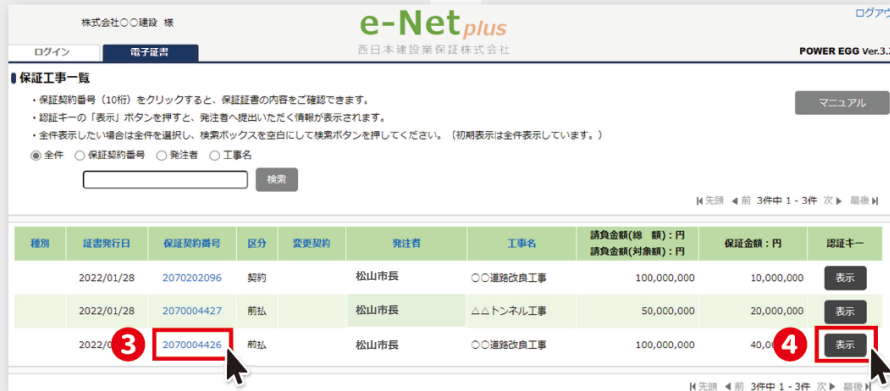 株式会社〇〇建設 様
e-Net plus
西日本建設業保証株式会社
ログアウ
ログイン
電子証書
POWER EGG Ver.3.
保証工事一覧
・保証契約番号（10桁）をクリックすると、保証証書の内容をご確認できます。
・認証キーの「表示」ボタンを押すと、発注者へ提出いただく情報が表示されます。
・全件表示したい場合は全件を選択し、検索ボックスを空白にして検索ボタンを押してください。（初期表示は全件表示しています。）
マニュアル
全件 保証契約番号 発注者 工事名
検索
先頭 前 3件中 1 - 3件 次 最後
種別 証書発行日 保証契約番号 区分 変更契約 発注者 工事名 請負金額(総 額)：円 請負金額(対象額)：円 保証金額：円 認証キー
2022/01/28 2070202096 契約 松山市長 〇〇道路改良工事 100,000,000 10,000,000 表示
2022/01/28 2070004427 前払 松山市長 △△トンネル工事 50,000,000 20,000,000 表示
2022/0 3 2070004426 前払 松山市長 〇〇道路改良工事 100,000,000 40,0 4 表示
先頭 前 3件中 1 - 3件 次 最後